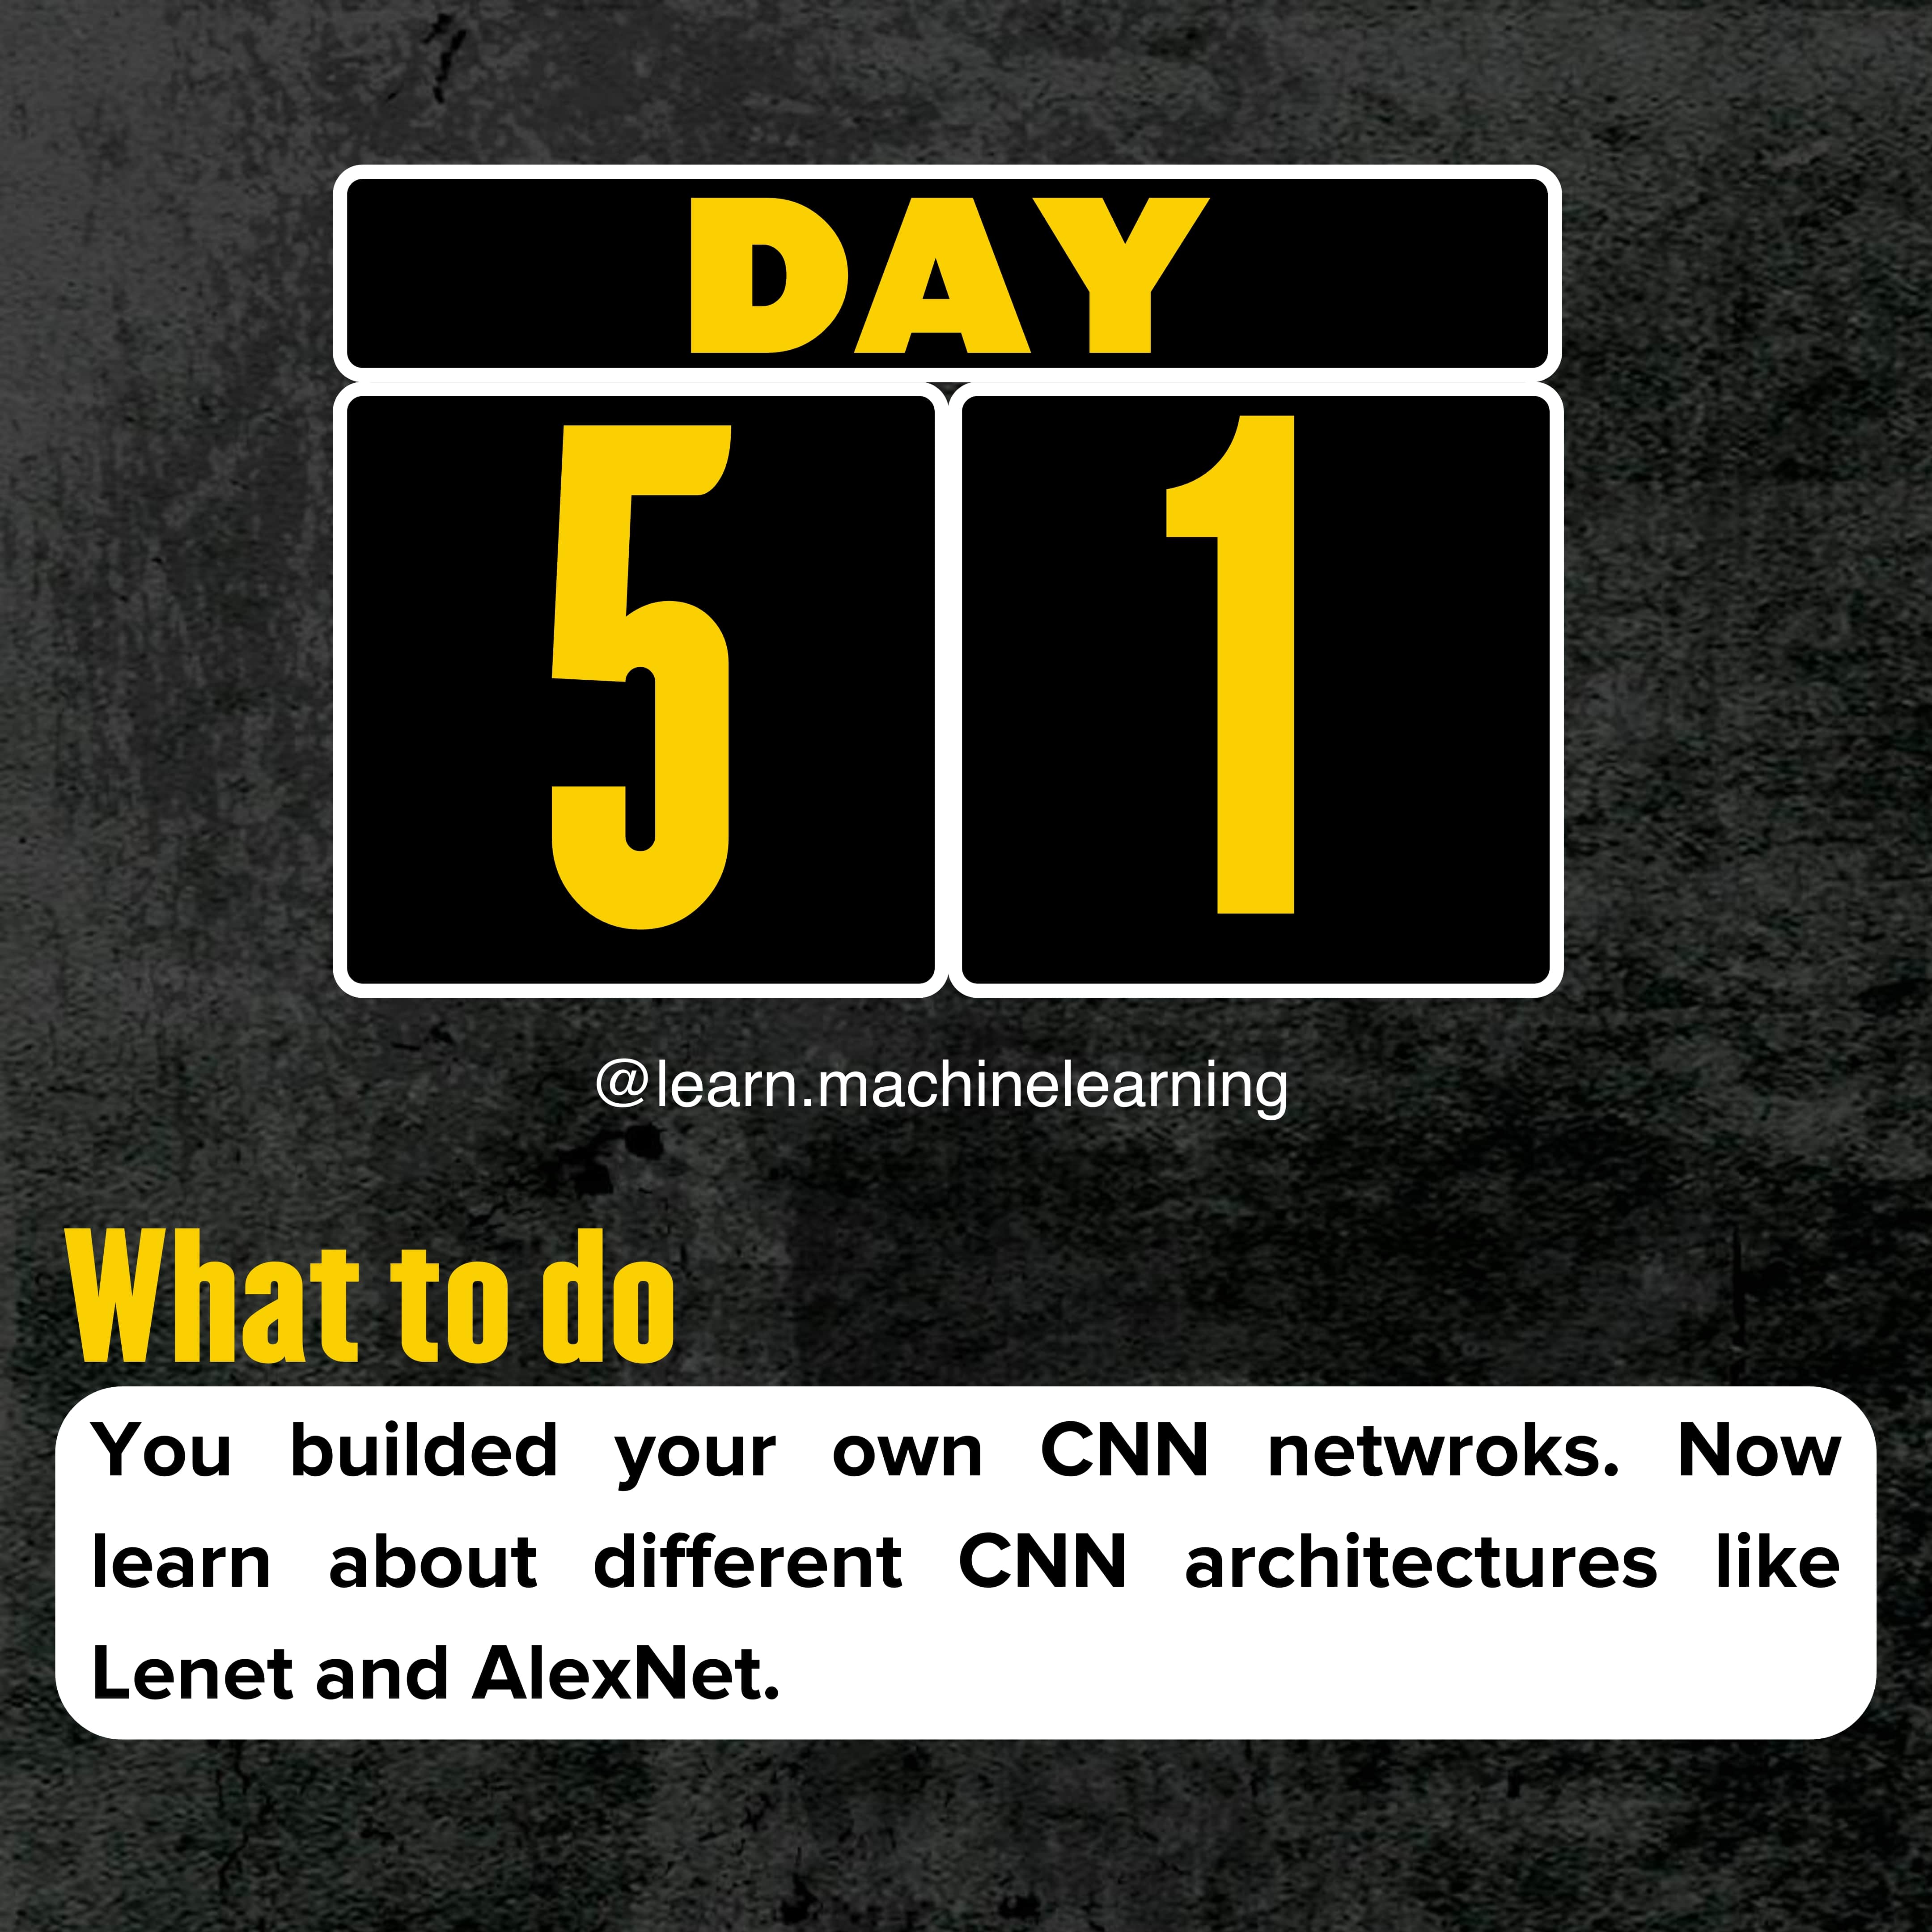 DAY
5 1
@learn.machinelearning
What to do
You builded your own CNN netwroks. Now
learn about different CNN architectures like
Lenet and AlexNet.